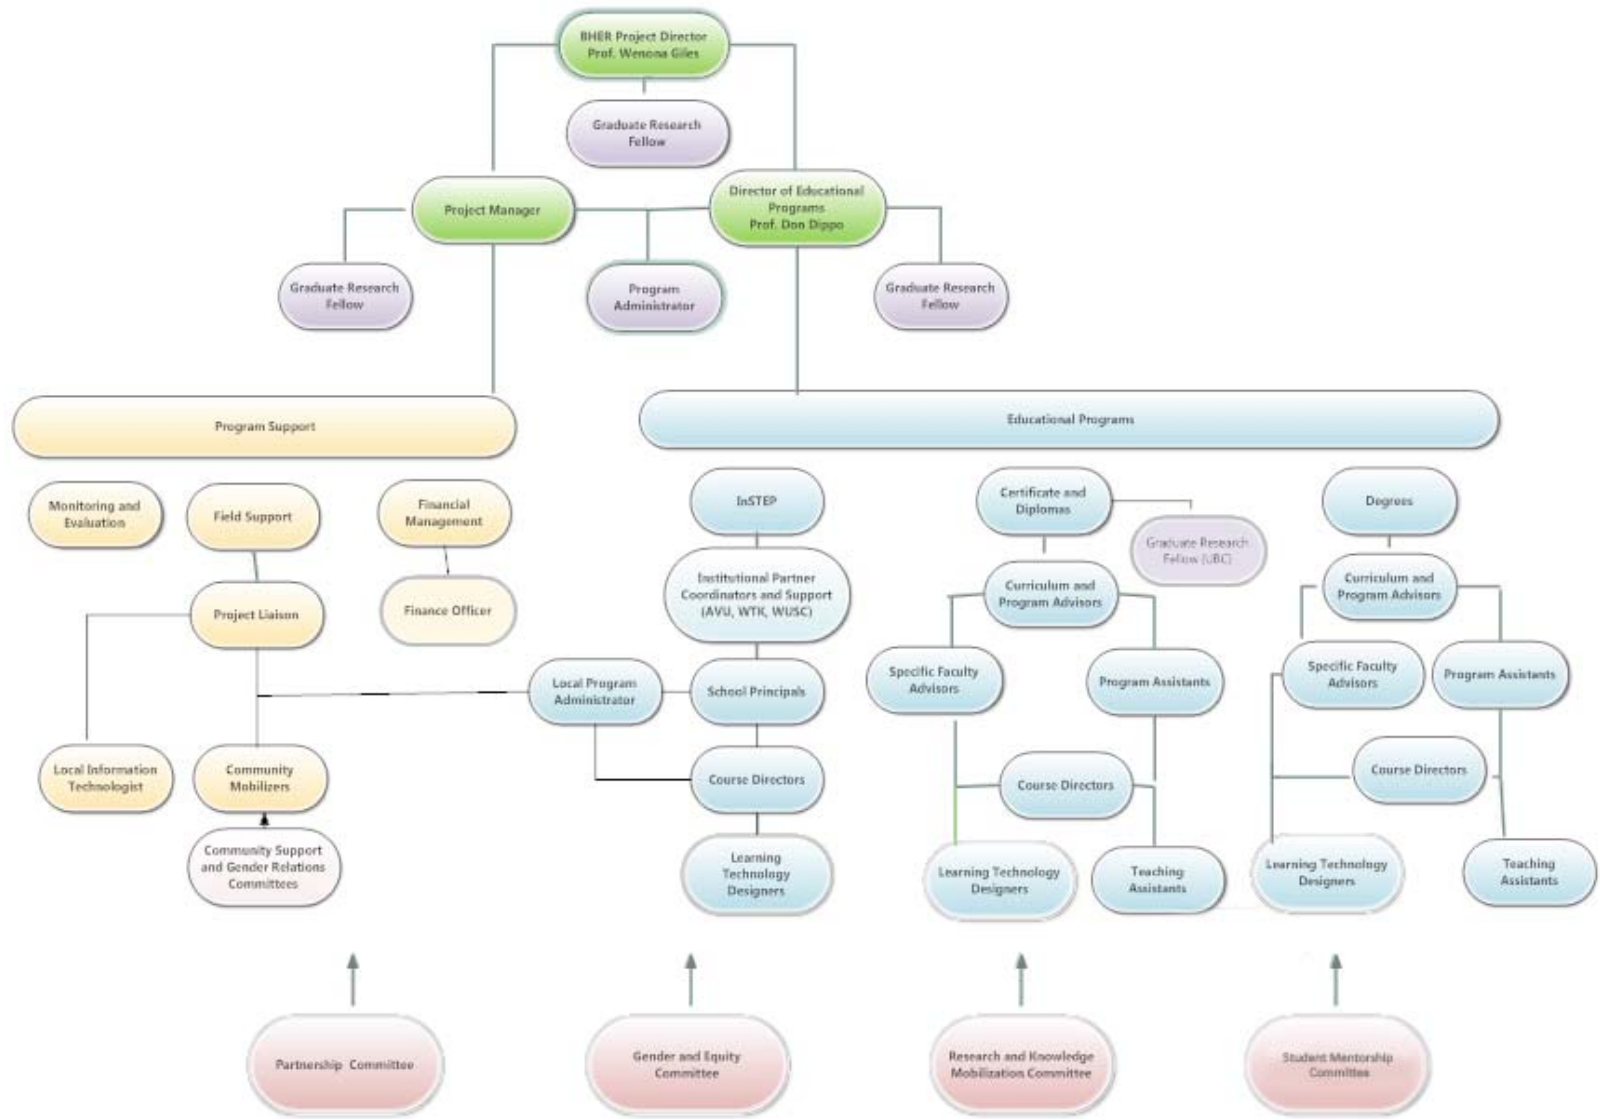 BHER Project Director
Prof. Wenona Giles
Graduate Research
Fellow
Project Manager
Director of Educational
Programs
Prof. Don Dippo
Graduate Research
Fellow
Program
Administrator
Graduate Research
Fellow
Program Support
Educational Programs
Monitoring and
Evaluation
Field Support
Financial
Management
Project Liaison
Finance Officer
Local Information
Technologist
Community
Mobilizers
Community Support
and Gender Relations
Committees
InSTEP
Institutional Partner
Coordinators and Support
(AVU, WTK, WUSC)
Local Program
Administrator
School Principals
Course Directors
Learning
Technology
Designers
Certificate and
Diplomas
Graduate Research
Fellow (UBC)
Curriculum and
Program Advisors
Specific Faculty
Advisors
Program Assistants
Course Directors
Learning Technology
Designers
Teaching
Assistants
Degrees
Curriculum and
Program Advisors
Specific Faculty
Advisors
Program Assistants
Course Directors
Learning Technology
Designers
Teaching
Assistants
Partnership Committee
Gender and Equity
Committee
Research and Knowledge
Mobilization Committee
Student Mentorship
Committee